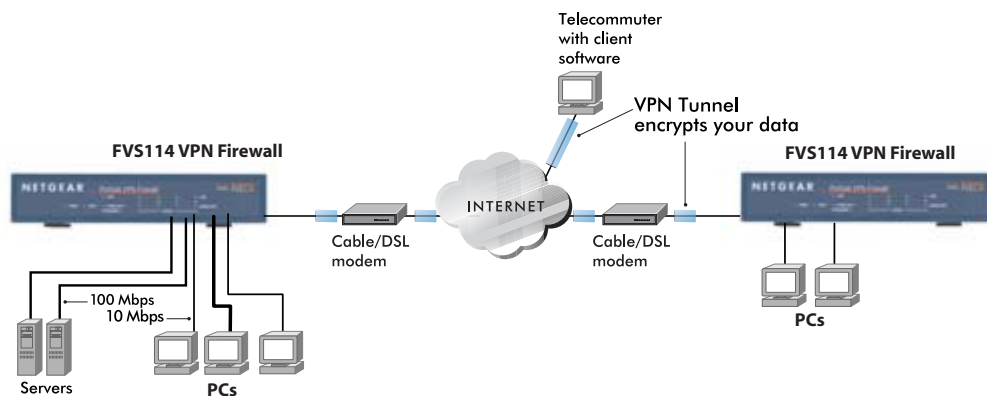 Telecommuter
with client
software
VPN Tunnel
encrypts your data
FVS114 VPN Firewall
FVS114 VPN Firewall
NETGEAR
NETGEAR
INTERNET
Cable/DSL
modem
Cable/DSL
modem
100 Mbps
10 Mbps
PCs
Servers
PCs